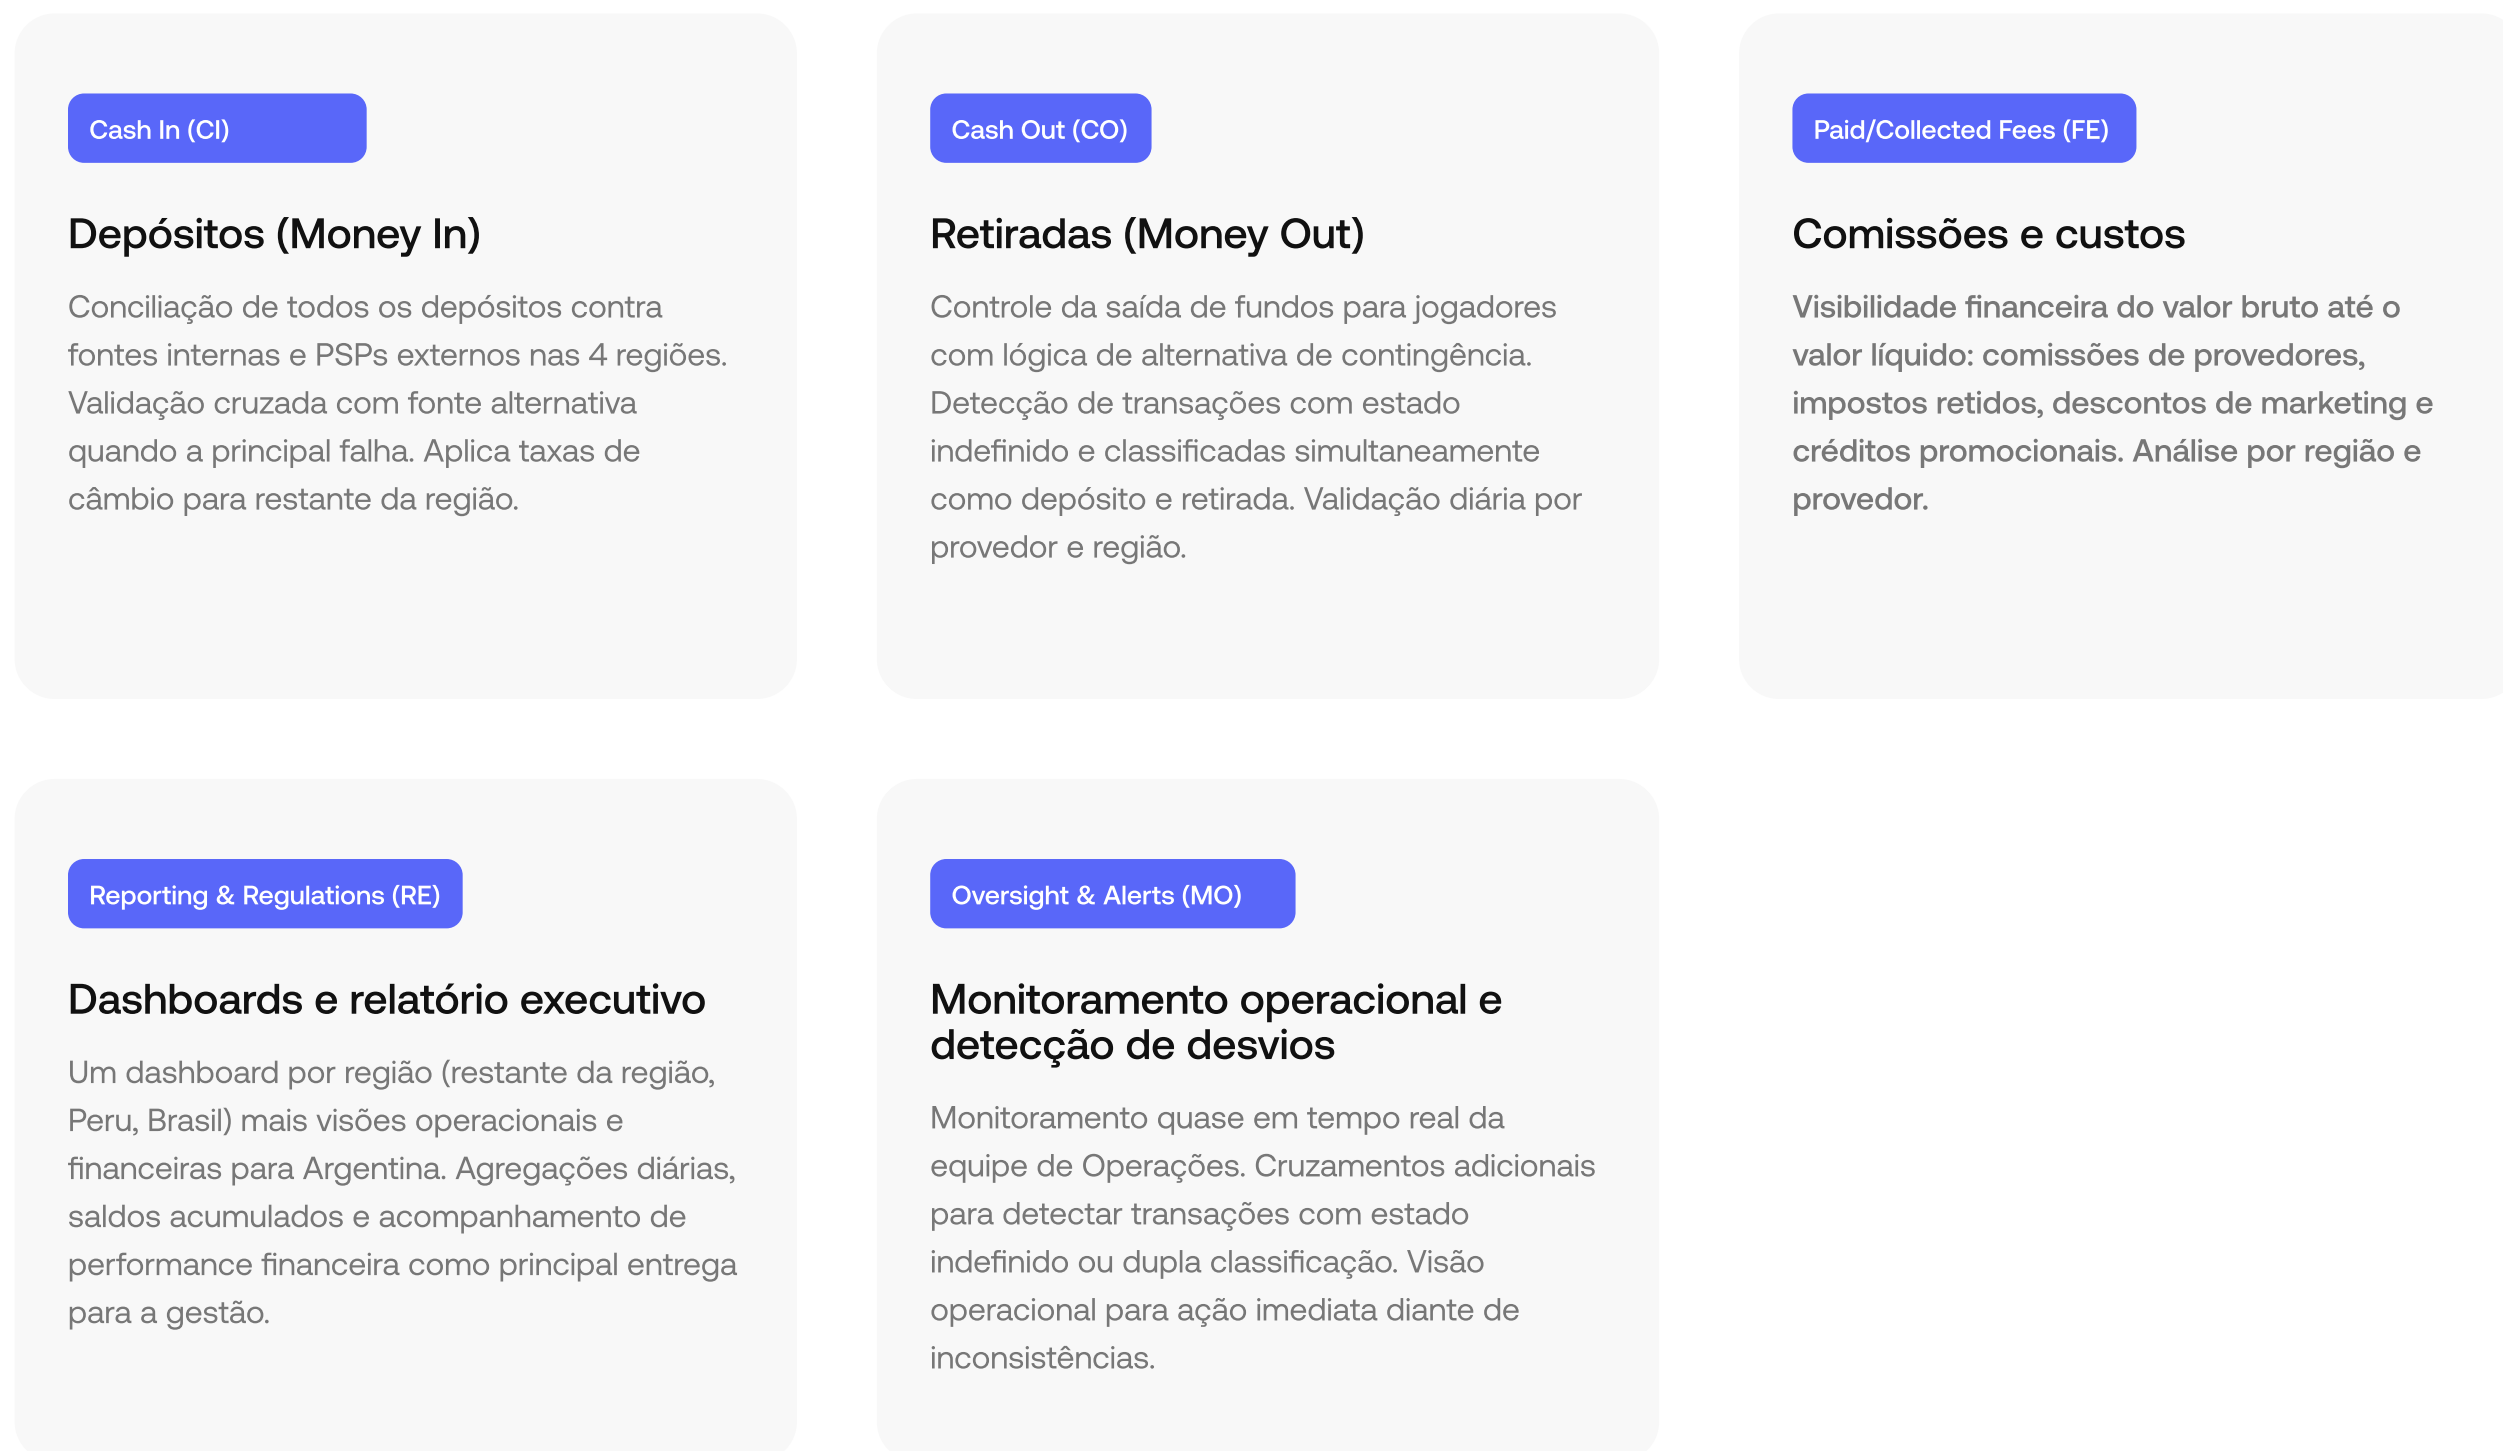 Cash In (CI)
Depósitos (Money In)
Conciliação de todos os depósitos contra
fontes internas e PSPs externos nas 4 regiões.
Validação cruzada com fonte alternativa
quando a principal falha. Aplica taxas de
câmbio para restante da região.
Cash Out (CO)
Retiradas (Money Out)
Controle da saída de fundos para jogadores
com lógica de alternativa de contingência.
Detecção de transações com estado
indefinido e classificadas simultaneamente
como depósito e retirada. Validação diária por
provedor e região.
Paid/Collected Fees (FE)
Comissões e custos
Visibilidade financeira do valor bruto até o
valor líquido: comissões de provedores,
impostos retidos, descontos de marketing e
créditos promocionais. Análise por região e
provedor.
Reporting & Regulations (RE)
Dashboards e relatório executivo
Um dashboard por região (restante da região,
Peru, Brasil) mais visões operacionais e
financeiras para Argentina. Agregações diárias,
saldos acumulados e acompanhamento de
performance financeira como principal entrega
para a gestão.
Oversight & Alerts (MO)
Monitoramento operacional e
detecção de desvios
Monitoramento quase em tempo real da
equipe de Operações. Cruzamentos adicionais
para detectar transações com estado
indefinido ou dupla classificação. Visão
operacional para ação imediata diante de
inconsistências.